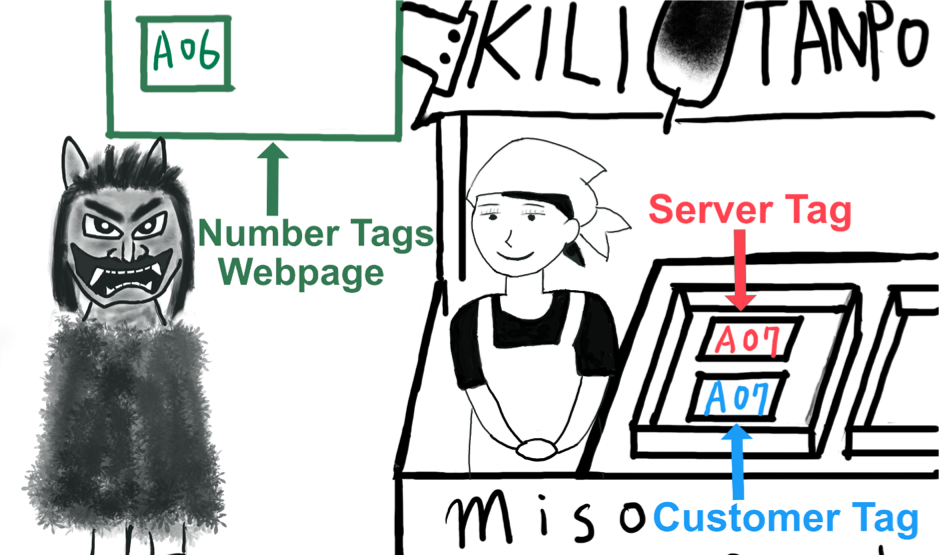 A06
KILI TANPO
Number Tags
Webpage
Server Tag
A07
A07
Customer Tag
miso